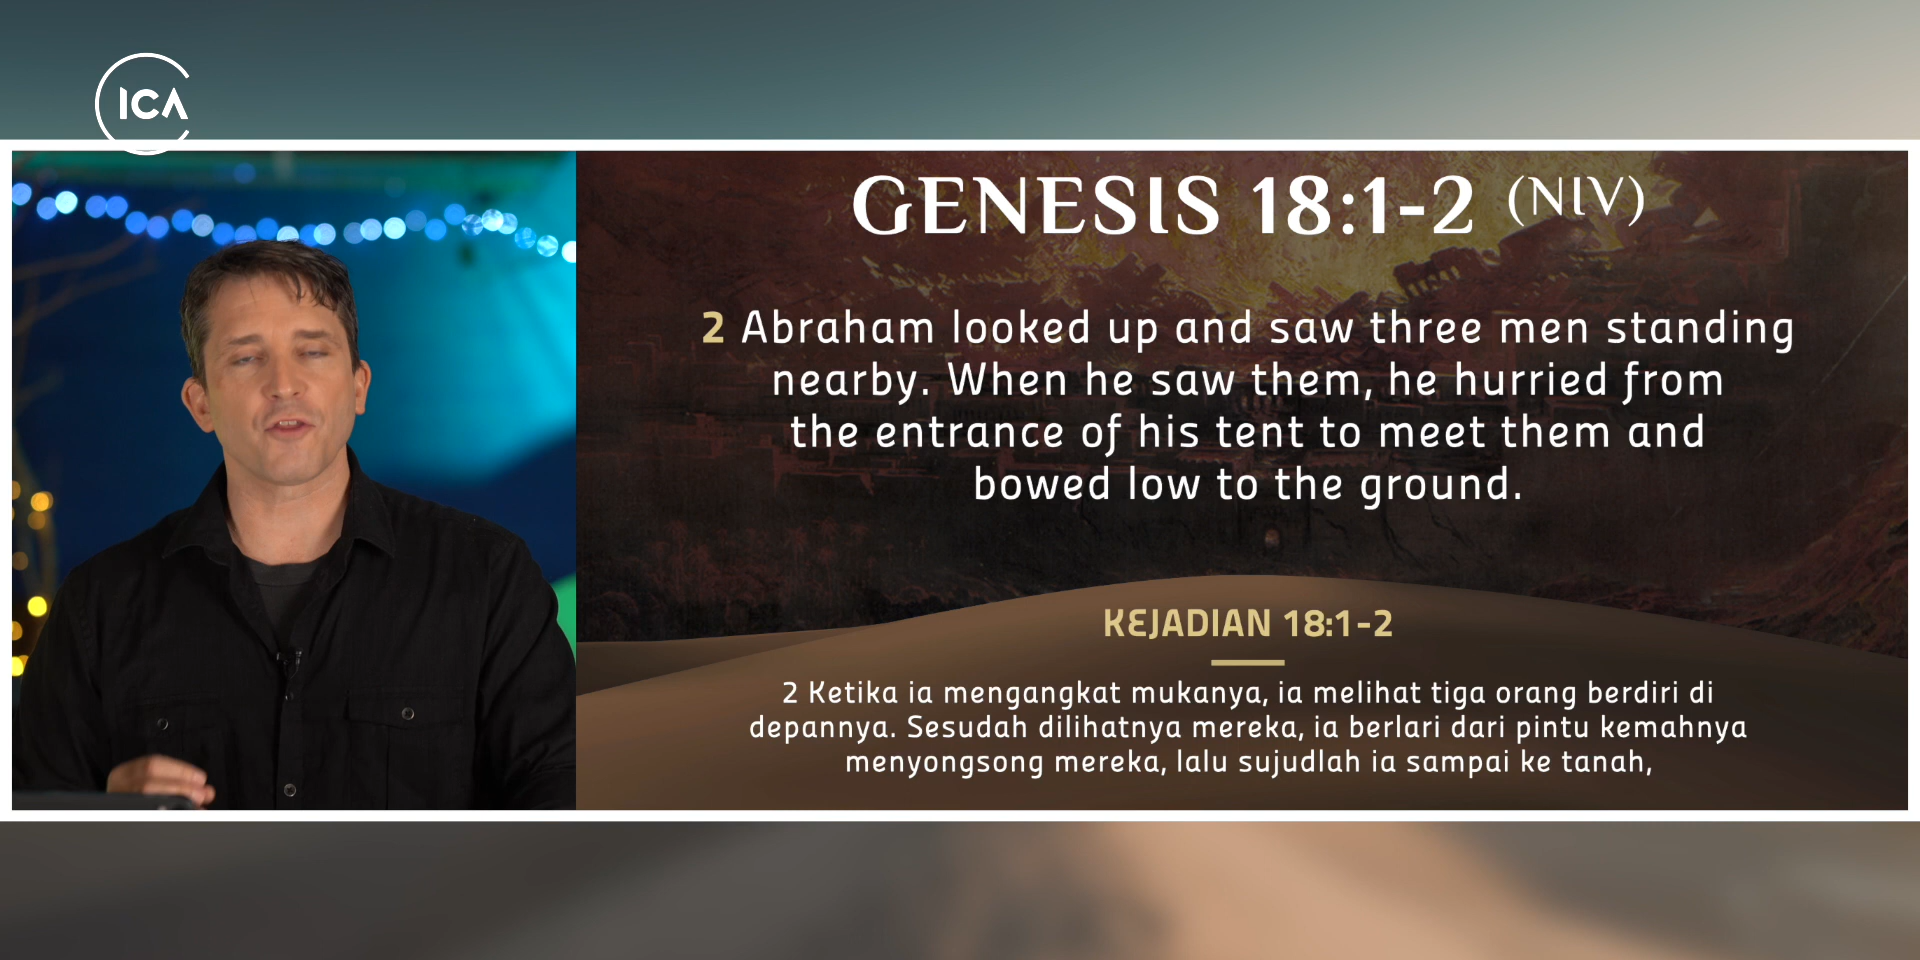 ICA
GENESIS 18:1-2 (NIV)
2 Abraham looked up and saw three men standing
nearby. When he saw them, he hurried from
the entrance of his tent to meet them and
bowed low to the ground.
KEJADIAN 18:1-2
2 Ketika ia mengangkat mukanya, ia melihat tiga orang berdiri di
depannya. Sesudah dilihatnya mereka, ia berlari dari pintu kemahnya
menyongsong mereka, lalu sujudlah ia sampai ke tanah,